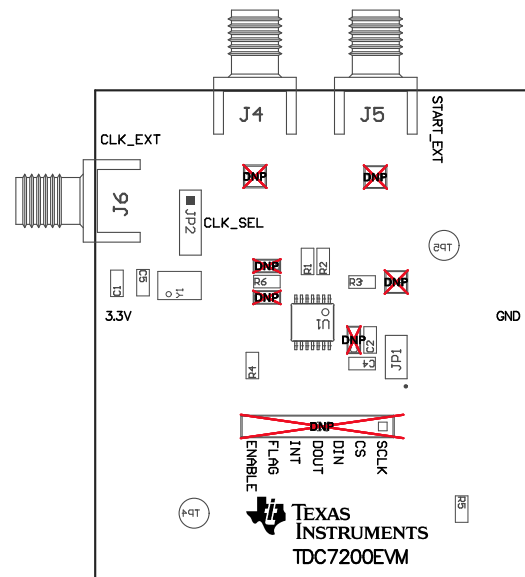 J4
J5
START_EXT
CLK_EXT
DNP
DNP
J6
JP2
CLK_SEL
TP5
DNP
R1
R2
C1
C5
Y1
R6
R3
DNP
DNP
3.3V
GND
U1
DNP
C2
JP1
R4
C4
DNP
ENABLE
FLAG
INT
DOUT
DIN
CS
SCLK
TP4
R5
TEXAS
INSTRUMENTS
TDC7200EVM